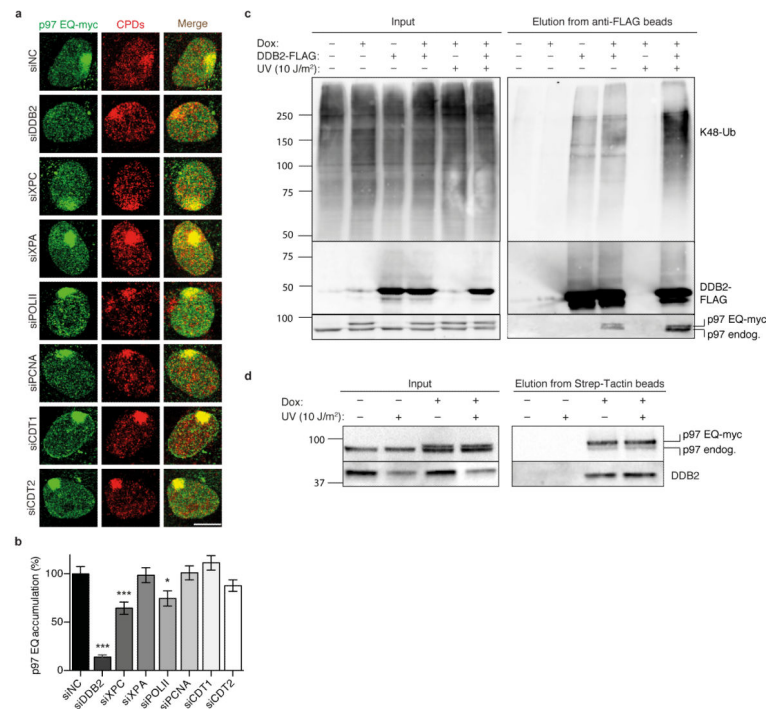 a
p97 EQ-myc CPDs Merge
siNC
siDDB2
siXPC
siXPA
siPOLII
siPCNA
siCDT1
siCDT2
b
p97 EQ accumulation (%)
100
50
0
***
***
*
siNC siDDB2 siXPC siXPA siPOLII siPCNA siCDT1 siCDT2
c
Input Elution from anti-FLAG beads
Dox: – + – + – + – + – + – +
DDB2-FLAG: – – + + – + – – + + – +
UV (10 J/m²): – – – – + + – – – – + +
250
150
100
75
50
K48-Ub
75
50
DDB2-
FLAG
100
p97 EQ-myc
p97 endog.
d
Input Elution from Strep-Tactin beads
Dox: – – + + – – + +
UV (10 J/m²): – + – + – + – +
100
p97 EQ-myc
p97 endog.
37
DDB2